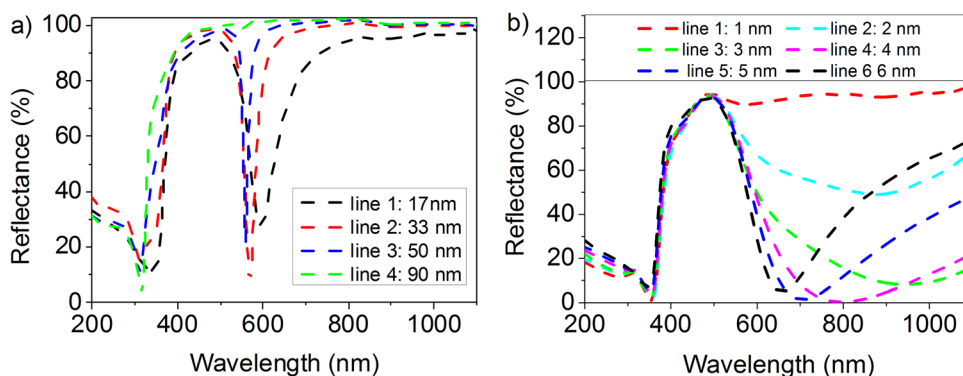 a)
Reflectance (%)
100
80
60
40
20
0
line 1: 17nm
line 2: 33 nm
line 3: 50 nm
line 4: 90 nm
200 400 600 800 1000
Wavelength (nm)
b)
Reflectance (%)
120
100
80
60
40
20
0
line 1: 1 nm line 2: 2 nm
line 3: 3 nm line 4: 4 nm
line 5: 5 nm line 6 6 nm
200 400 600 800 1000
Wavelength (nm)